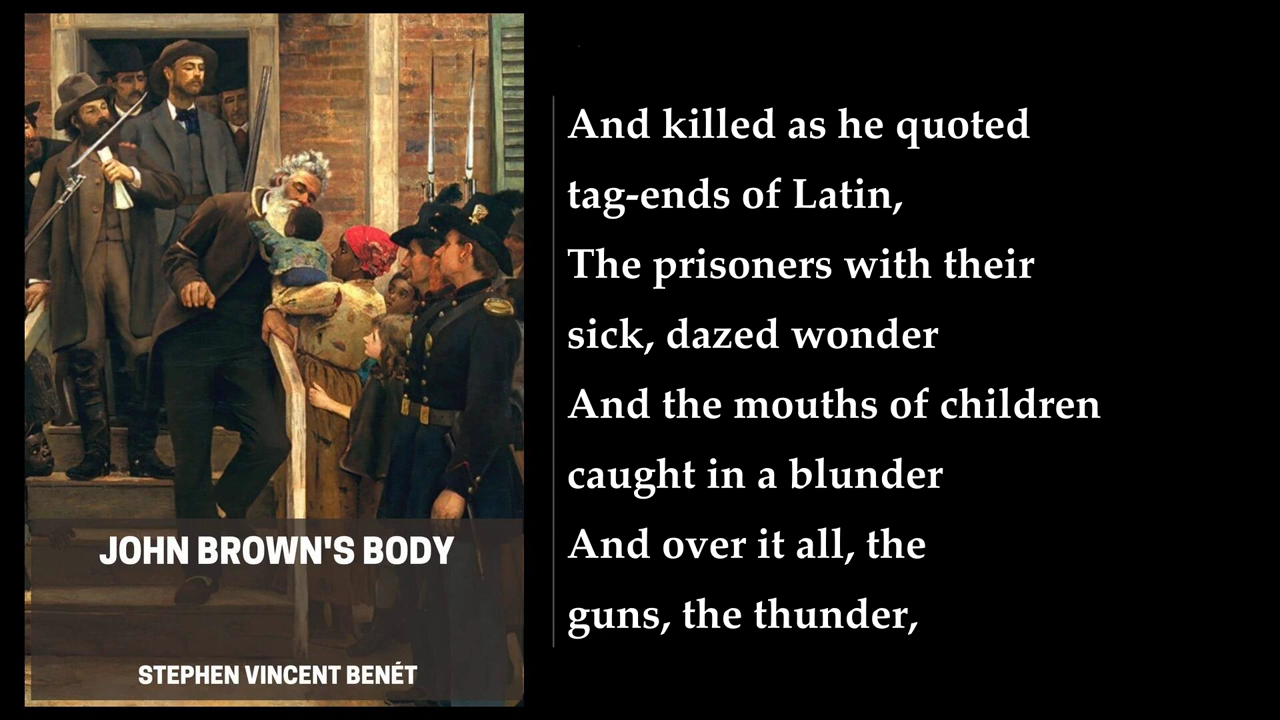 JOHN BROWN'S BODY
STEPHEN VINCENT BENÉT
And killed as he quoted
tag-ends of Latin,
The prisoners with their
sick, dazed wonder
And the mouths of children
caught in a blunder
And over it all, the
guns, the thunder,